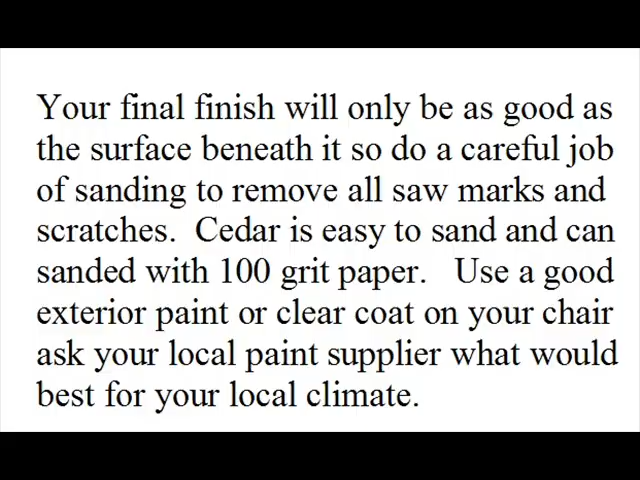 Your final finish will only be as good as
the surface beneath it so do a careful job
of sanding to remove all saw marks and
scratches.  Cedar is easy to sand and can
sanded with 100 grit paper.   Use a good
exterior paint or clear coat on your chair
ask your local paint supplier what would
best for your local climate.